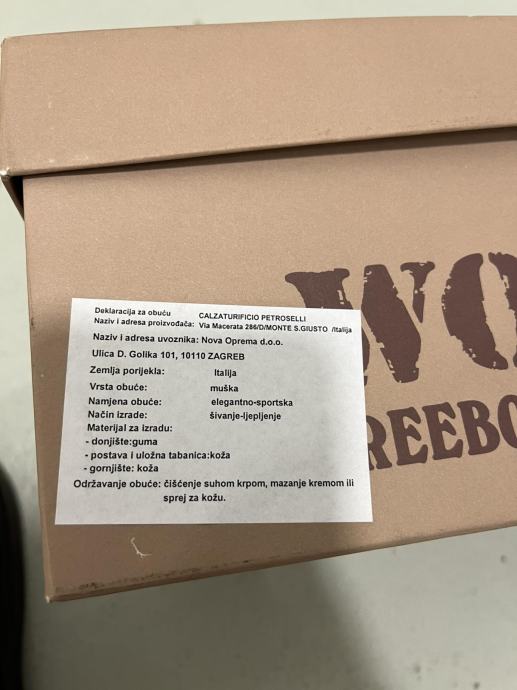 Deklaracija za obuću CALZATURIFICIO PETROSELLI
Naziv i adresa proizvođača: Via Macerata 286/D/MONTE S.GIUSTO /Italija
Naziv i adresa uvoznika: Nova Oprema d.o.o.
Ulica D. Golika 101, 10110 ZAGREB
Zemlja porijekla: Italija
Vrsta obuće: muška
Namjena obuće: elegantno-sportska
Način izrade: šivanje-ljepljenje
Materijal za izradu:
- donjište:guma
- postava i uložna tabanica:koža
- gornjište: koža
Održavanje obuće: čišćenje suhom krpom, mazanje kremom ili
sprej za kožu.
WO
REEBO